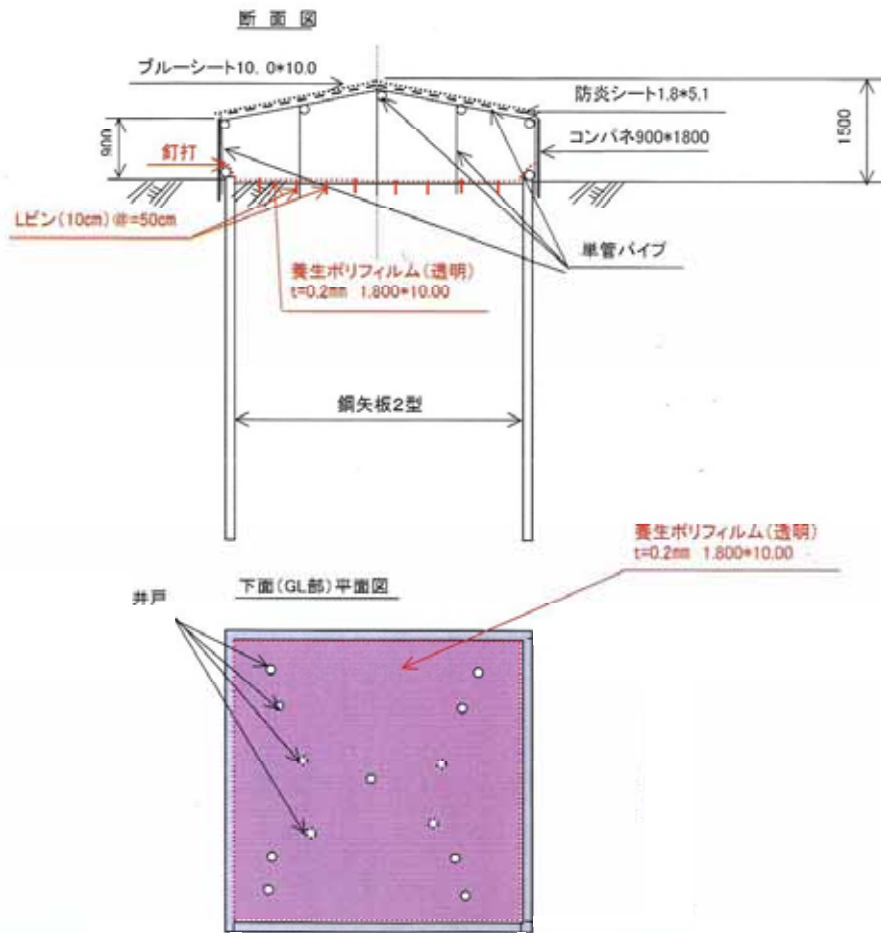 断面図
ブルーシート10.0*10.0
防炎シート1.8*5.1
1500
900
コンパネ900*1800
釘打
Lピン(10cm)@=50cm
単管パイプ
養生ポリフィルム(透明)
t=0.2mm 1.800*10.00
鋼矢板2型
養生ポリフィルム(透明)
t=0.2mm 1.800*10.00
下面(GL部)平面図
井戸